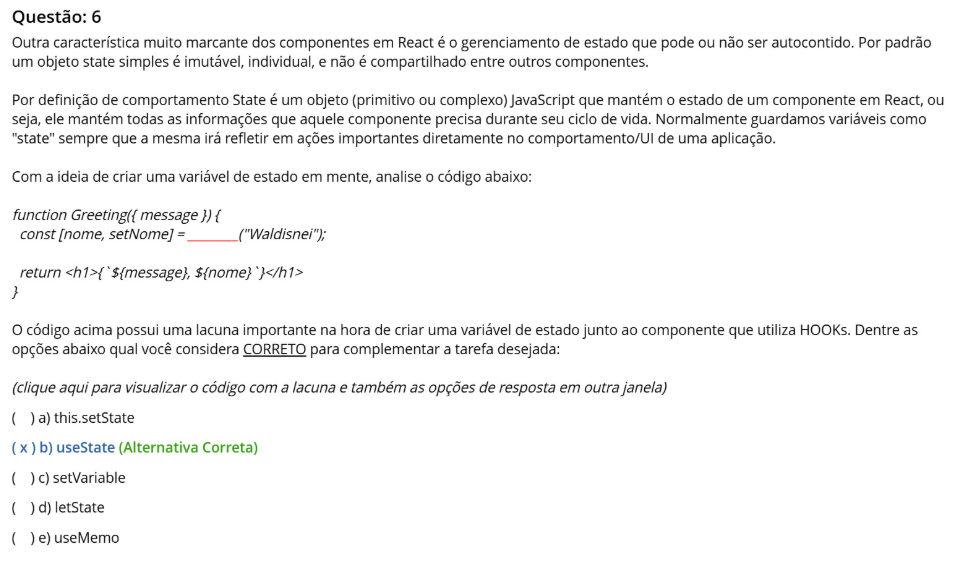 Questão: 6
Outra característica muito marcante dos componentes em React é o gerenciamento de estado que pode ou não ser autocontido. Por padrão
um objeto state simples é imutável, individual, e não é compartilhado entre outros componentes.
Por definição de comportamento State é um objeto (primitivo ou complexo) JavaScript que mantém o estado de um componente em React, ou
seja, ele mantém todas as informações que aquele componente precisa durante seu ciclo de vida. Normalmente guardamos variáveis como
"state" sempre que a mesma irá refletir em ações importantes diretamente no comportamento/UI de uma aplicação.
Com a ideia de criar uma variável de estado em mente, analise o código abaixo:
function Greeting({ message }) {
const [nome, setNome] = _______("Waldisnei");
return <h1>{`${message}, ${nome}`}</h1>
}
O código acima possui uma lacuna importante na hora de criar uma variável de estado junto ao componente que utiliza HOOKs. Dentre as
opções abaixo qual você considera CORRETO para complementar a tarefa desejada:
(clique aqui para visualizar o código com a lacuna e também as opções de resposta em outra janela)
( ) a) this.setState
( x ) b) useState (Alternativa Correta)
( ) c) setVariable
( ) d) letState
( ) e) useMemo